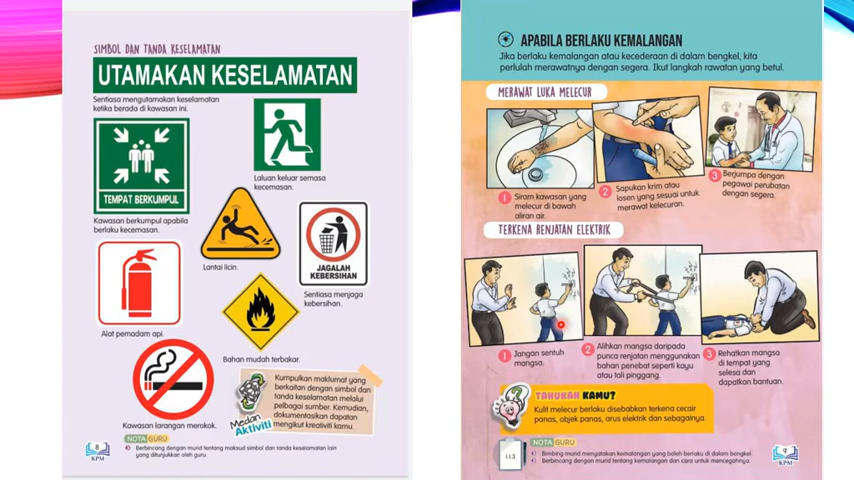 SIMBOL DAN TANDA KESELAMATAN
UTAMAKAN KESELAMATAN
Sentiasa mengutamakan keselamatan
ketika berada di kawasan ini.
TEMPAT BERKUMPUL
Kawasan berkumpul apabila
berlaku kecemasan.
Laluan keluar semasa
kecemasan.
Lantai licin.
JAGALAH
KEBERSIHAN
Sentiasa menjaga
kebersihan.
Alat pemadam api.
Bahan mudah terbakar.
Kawasan larangan merokok.
Medan
Aktiviti
Kumpulkan maklumat yang
berkaitan dengan simbol dan
tanda keselamatan melalui
pelbagai sumber. Kemudian,
dokumentasikan dapatan
mengikut kreativiti kamu.
NOTA GURU
Berbincang dengan murid tentang maksud simbol dan tanda keselamatan lain
yang ditunjukkan oleh guru.
8
KPM
APABILA BERLAKU KEMALANGAN
Jika berlaku kemalangan atau kecederaan di dalam bengkel, kita
perlulah merawatnya dengan segera. Ikut langkah rawatan yang betul.
MERAWAT LUKA MELECUR
1 Siram kawasan yang
melecur di bawah
aliran air.
2 Sapukan krim atau
losen yang sesuai untuk
merawat kelecuran.
3 Berjumpa dengan
pegawai perubatan
dengan segera.
TERKENA RENJATAN ELEKTRIK
1 Jangan sentuh
mangsa.
2 Alihkan mangsa daripada
punca renjatan menggunakan
bahan penebat seperti kayu
atau tali pinggang.
3 Rehatkan mangsa
di tempat yang
selesa dan
dapatkan bantuan.
TAHUKAH KAMU?
Kulit melecur berlaku disebabkan terkena cecair
panas, objek panas, arus elektrik dan sebagainya.
1.1.3
NOTA GURU
Bimbing murid menyatakan kemalangan yang boleh berlaku di dalam bengkel.
Berbincang dengan murid tentang kemalangan dan cara untuk mencegahnya.
9
KPM